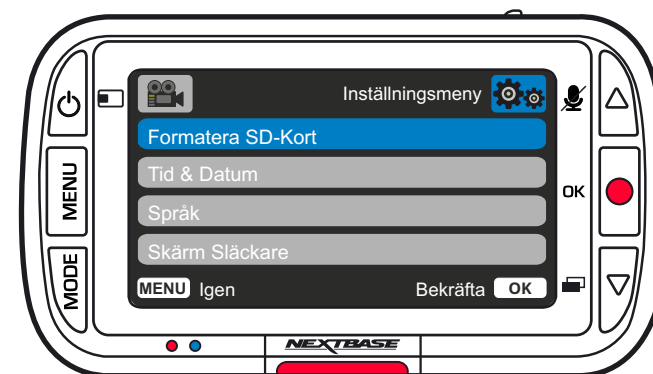 Inställningsmeny
Formatera SD-Kort
Tid & Datum
Språk
Skärm Släckare
MENU Igen
Bekräfta OK
MENU
MODE
OK
NEXTBASE